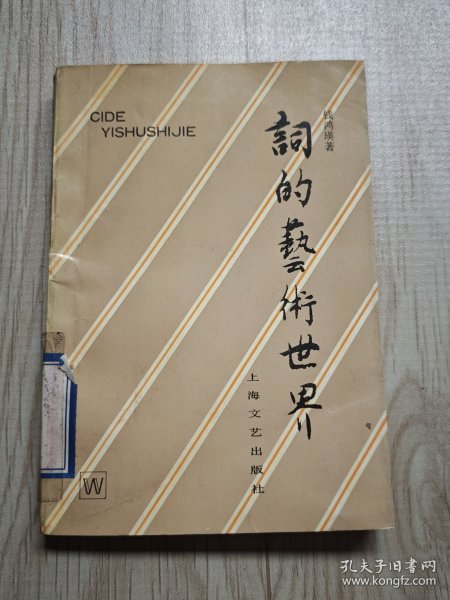 CIDE
YISHUSHIJIE
钱鸿瑛著
詞的藝術世界
上海文艺出版社
W
孔夫子旧书网
www.kongfz.com